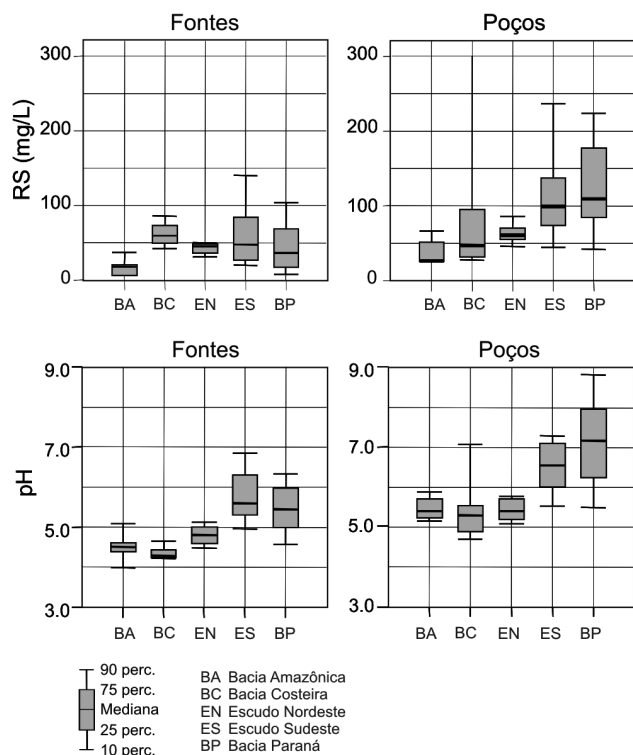 Fontes
Poços
RS (mg/L)
300
200
100
0
BA BC EN ES BP
300
200
100
0
BA BC EN ES BP
Fontes
Poços
pH
9.0
7.0
5.0
3.0
BA BC EN ES BP
9.0
7.0
5.0
3.0
BA BC EN ES BP
90 perc.
75 perc.
Mediana
25 perc.
10 perc.
BA Bacia Amazônica
BC Bacia Costeira
EN Escudo Nordeste
ES Escudo Sudeste
BP Bacia Paraná